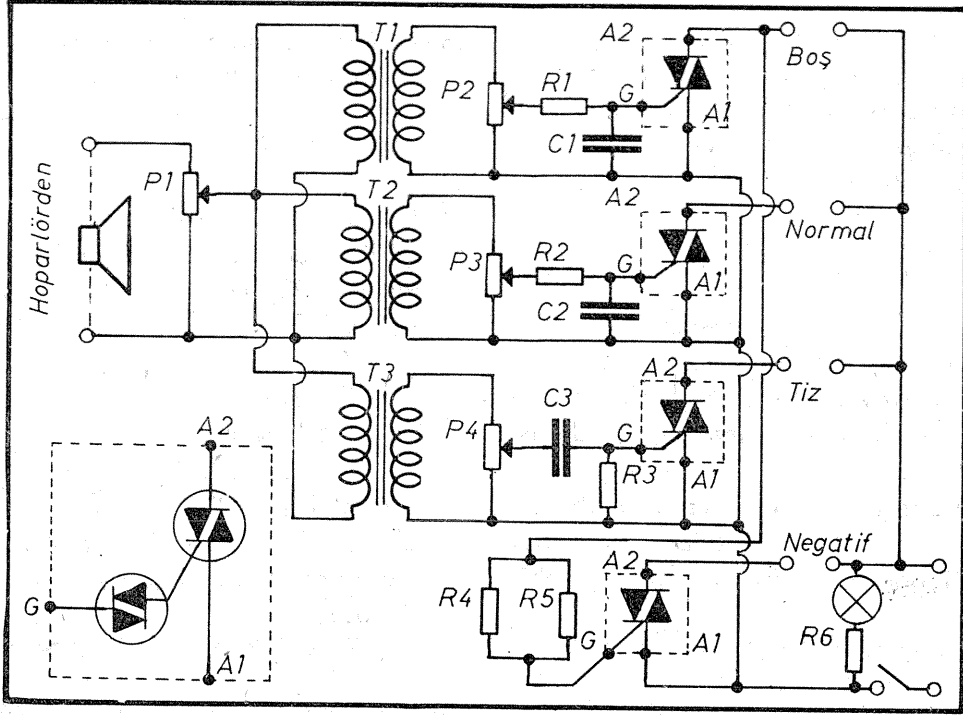 T1
A2
Boş
P2
R1
G
A1
C1
Hoparlörden
P1
T2
A2
Normal
P3
R2
G
A1
C2
T3
A2
Tiz
C3
P4
G
R3
A1
A2
G
A1
Negatif
A2
R4
R5
G
A1
R6